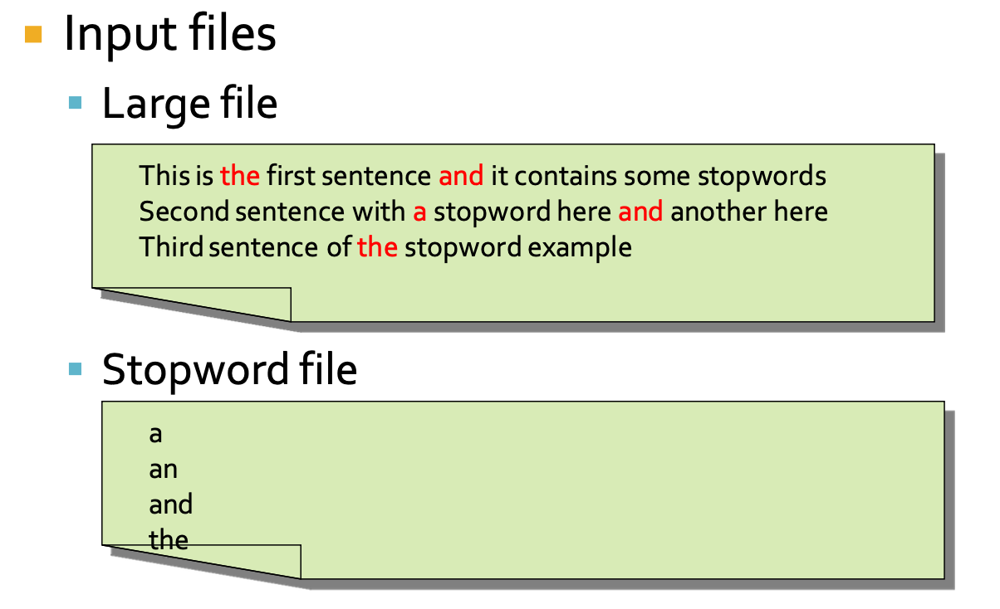 Input files
Large file
This is the first sentence and it contains some stopwords
Second sentence with a stopword here and another here
Third sentence of the stopword example
Stopword file
a
an
and
the